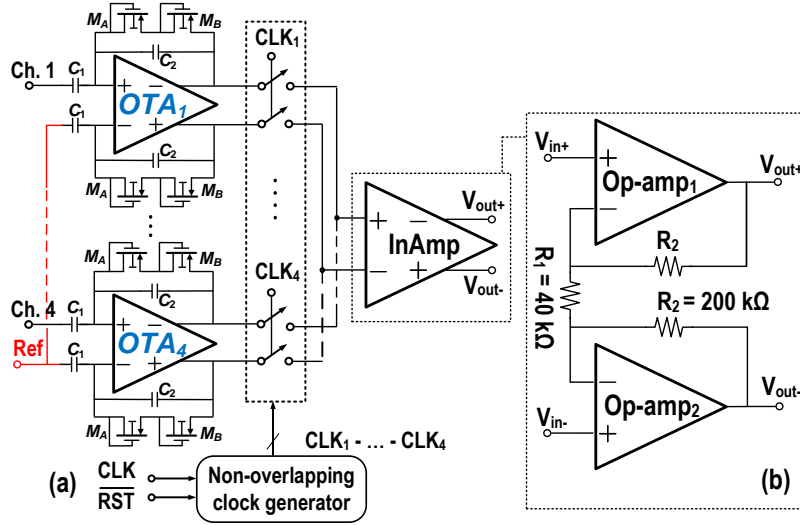 M_A M_B
C_2
CLK_1
Ch. 1 C_1 + −
OTA_1
C_1 − +
C_2
M_A M_B
V_in+ + Op-amp_1 V_out+
−
R_2
R_1 = 40 kΩ
R_2 = 200 kΩ
−
Op-amp_2 V_out-
V_in- +
+ − V_out+
InAmp
− + V_out-
M_A M_B
C_2
CLK_4
Ch. 4 C_1 + −
OTA_4
Ref C_1 − +
C_2
M_A M_B
CLK_1 - ... - CLK_4
(a) CLK
RST
Non-overlapping
clock generator
(b)